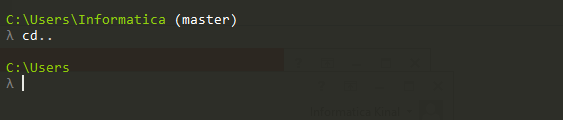 C:\Users\Informatica (master)
λ cd..
C:\Users
λ